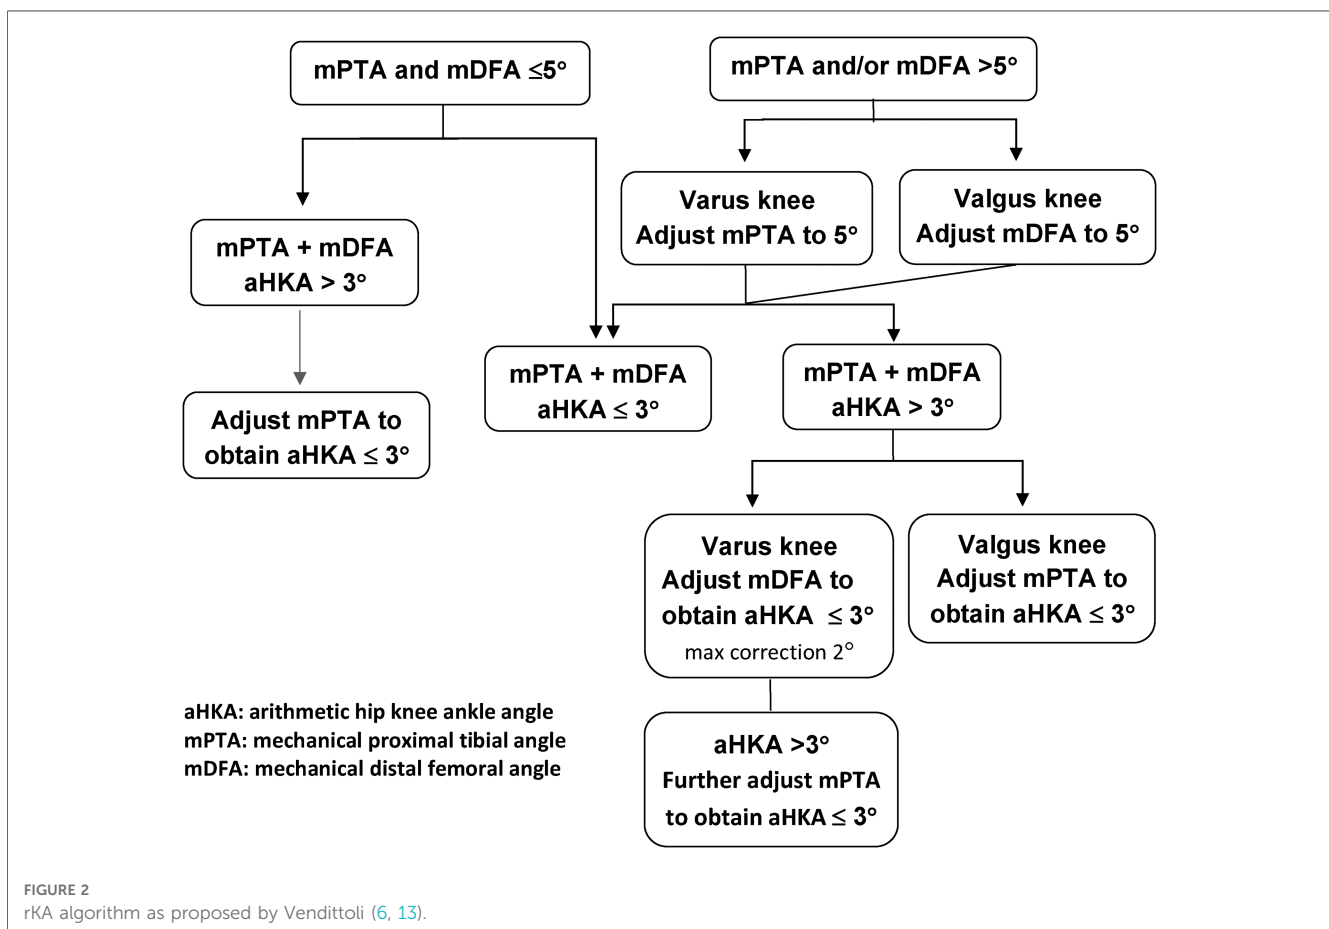 mPTA and mDFA ≤5°
mPTA and/or mDFA >5°
Varus knee
Adjust mPTA to 5°
Valgus knee
Adjust mDFA to 5°
mPTA + mDFA
aHKA > 3°
mPTA + mDFA
aHKA ≤ 3°
mPTA + mDFA
aHKA > 3°
Adjust mPTA to
obtain aHKA ≤ 3°
Varus knee
Adjust mDFA to
obtain aHKA ≤ 3°
max correction 2°
Valgus knee
Adjust mPTA to
obtain aHKA ≤ 3°
aHKA >3°
Further adjust mPTA
to obtain aHKA ≤ 3°
aHKA: arithmetic hip knee ankle angle
mPTA: mechanical proximal tibial angle
mDFA: mechanical distal femoral angle
FIGURE 2
rKA algorithm as proposed by Vendittoli (6, 13).